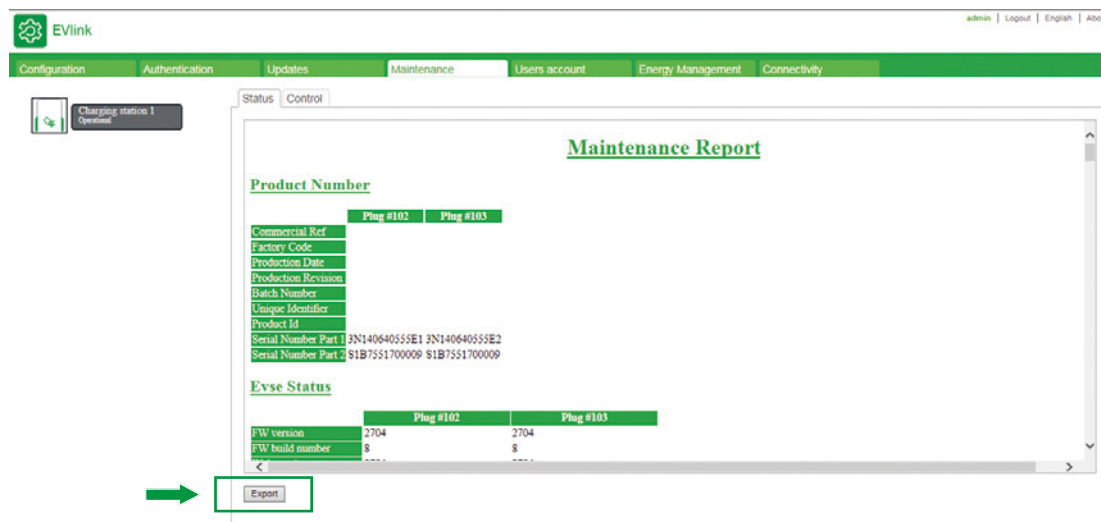 EVlink
admin | Logout | English | Abo
Configuration Authentication Updates Maintenance Users account Energy Management Connectivity
Charging station 1
Operational
Status Control
Maintenance Report
Product Number
Plug #102 Plug #103
Commercial Ref
Factory Code
Production Date
Production Revision
Batch Number
Unique Identifier
Product Id
Serial Number Part 1 3N140640555E1 3N140640555E2
Serial Number Part 2 S1B7551700009 S1B7551700009
Evse Status
Plug #102 Plug #103
FW version 2704 2704
FW build number 8 8
Export